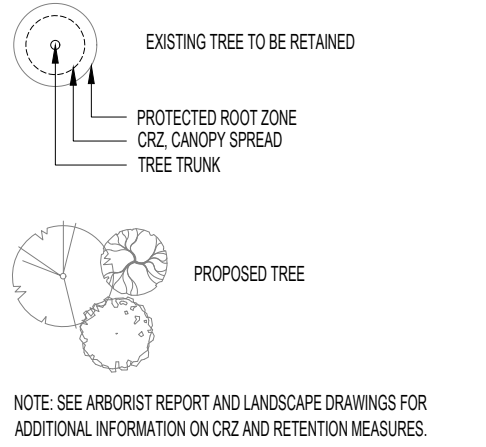 EXISTING TREE TO BE RETAINED
PROTECTED ROOT ZONE
CRZ, CANOPY SPREAD
TREE TRUNK
PROPOSED TREE
NOTE: SEE ARBORIST REPORT AND LANDSCAPE DRAWINGS FOR
ADDITIONAL INFORMATION ON CRZ AND RETENTION MEASURES.